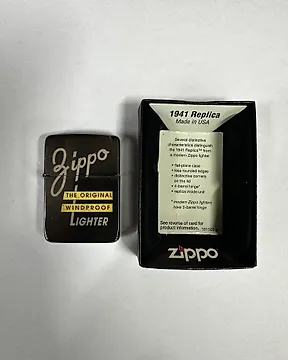 Zippo
THE ORIGINAL
WINDPROOF
LIGHTER
1941 Replica
Made in USA
Several distinctive
characteristics distinguish
the 1941 Replica™ from
a modern Zippo lighter.
• flat-plane case
• less rounded edges
• distinctive corners
on the lid
• 4-barrel hinge*
• replica inside unit
* modern Zippo lighters
have 5-barrel hinge
See reverse of card for
product information.
zippo